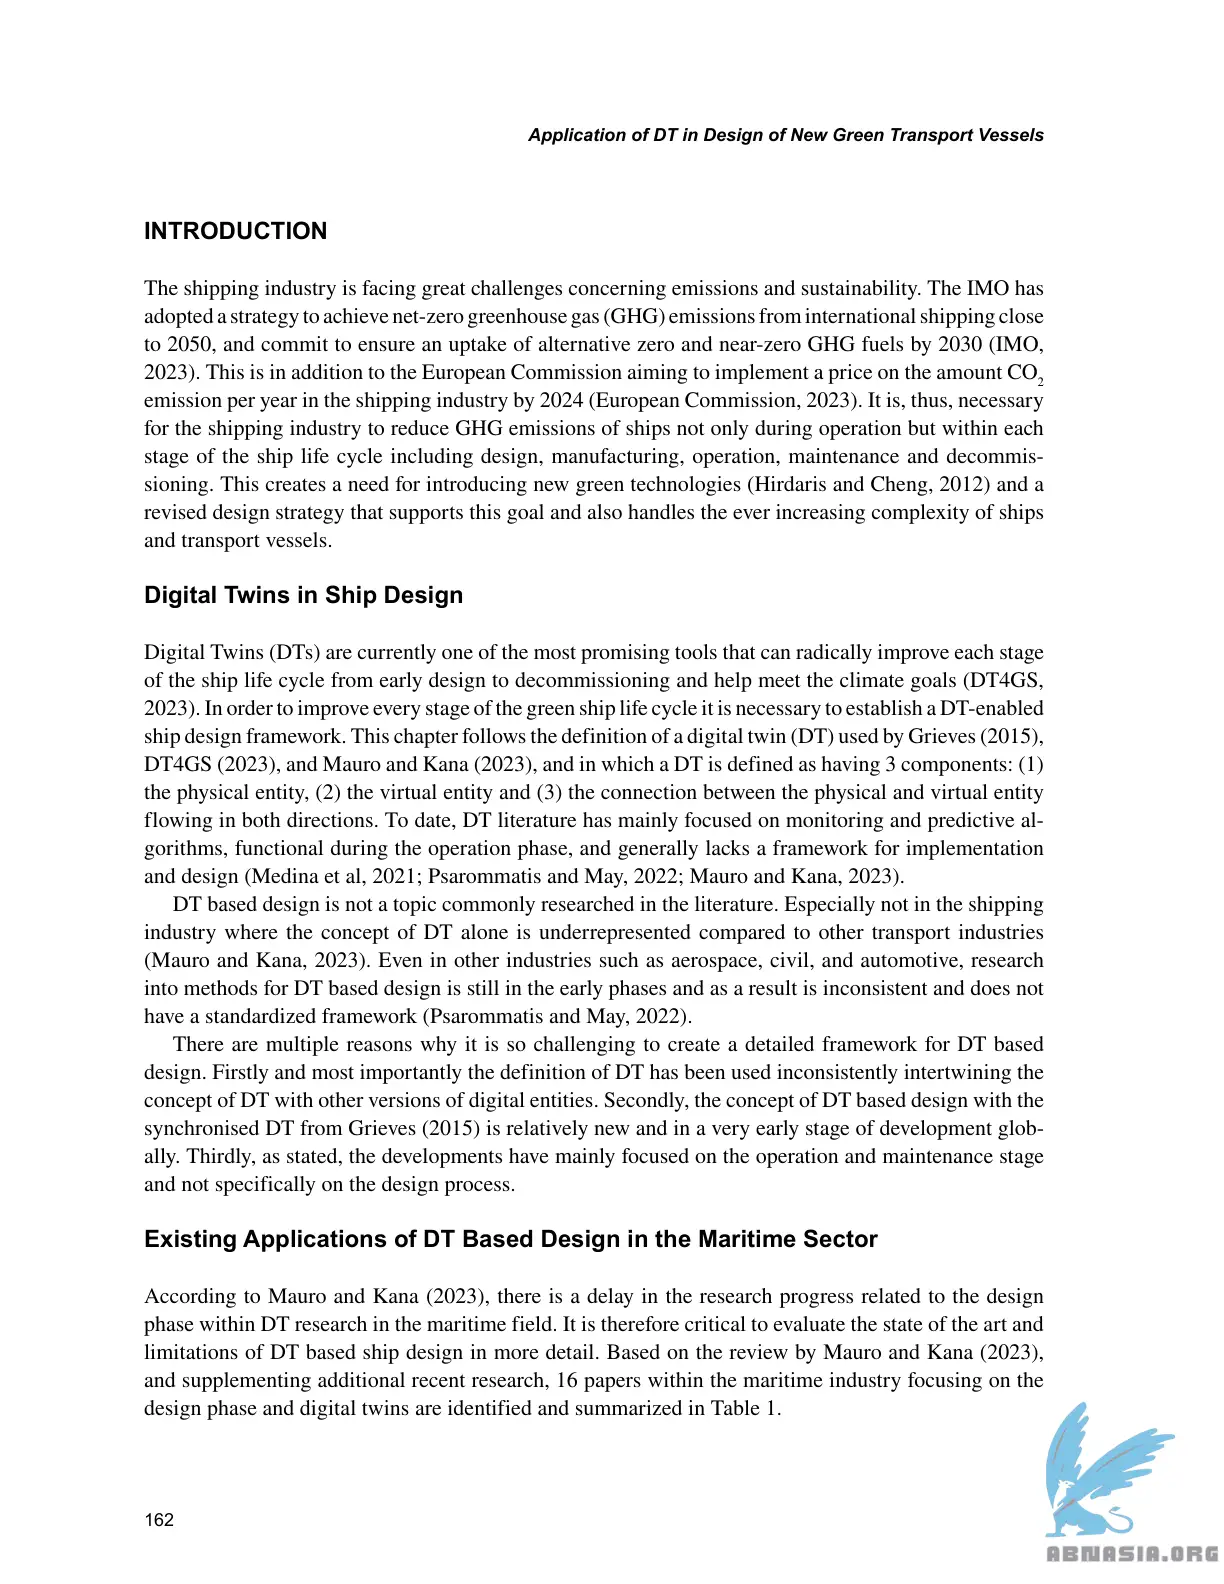 Application of DT in Design of New Green Transport Vessels
INTRODUCTION
The shipping industry is facing great challenges concerning emissions and sustainability. The IMO has
adopted a strategy to achieve net-zero greenhouse gas (GHG) emissions from international shipping close
to 2050, and commit to ensure an uptake of alternative zero and near-zero GHG fuels by 2030 (IMO,
2023). This is in addition to the European Commission aiming to implement a price on the amount CO2
emission per year in the shipping industry by 2024 (European Commission, 2023). It is, thus, necessary
for the shipping industry to reduce GHG emissions of ships not only during operation but within each
stage of the ship life cycle including design, manufacturing, operation, maintenance and decommis-
sioning. This creates a need for introducing new green technologies (Hirdaris and Cheng, 2012) and a
revised design strategy that supports this goal and also handles the ever increasing complexity of ships
and transport vessels.
Digital Twins in Ship Design
Digital Twins (DTs) are currently one of the most promising tools that can radically improve each stage
of the ship life cycle from early design to decommissioning and help meet the climate goals (DT4GS,
2023). In order to improve every stage of the green ship life cycle it is necessary to establish a DT-enabled
ship design framework. This chapter follows the definition of a digital twin (DT) used by Grieves (2015),
DT4GS (2023), and Mauro and Kana (2023), and in which a DT is defined as having 3 components: (1)
the physical entity, (2) the virtual entity and (3) the connection between the physical and virtual entity
flowing in both directions. To date, DT literature has mainly focused on monitoring and predictive al-
gorithms, functional during the operation phase, and generally lacks a framework for implementation
and design (Medina et al, 2021; Psarommatis and May, 2022; Mauro and Kana, 2023).
DT based design is not a topic commonly researched in the literature. Especially not in the shipping
industry where the concept of DT alone is underrepresented compared to other transport industries
(Mauro and Kana, 2023). Even in other industries such as aerospace, civil, and automotive, research
into methods for DT based design is still in the early phases and as a result is inconsistent and does not
have a standardized framework (Psarommatis and May, 2022).
There are multiple reasons why it is so challenging to create a detailed framework for DT based
design. Firstly and most importantly the definition of DT has been used inconsistently intertwining the
concept of DT with other versions of digital entities. Secondly, the concept of DT based design with the
synchronised DT from Grieves (2015) is relatively new and in a very early stage of development glob-
ally. Thirdly, as stated, the developments have mainly focused on the operation and maintenance stage
and not specifically on the design process.
Existing Applications of DT Based Design in the Maritime Sector
According to Mauro and Kana (2023), there is a delay in the research progress related to the design
phase within DT research in the maritime field. It is therefore critical to evaluate the state of the art and
limitations of DT based ship design in more detail. Based on the review by Mauro and Kana (2023),
and supplementing additional recent research, 16 papers within the maritime industry focusing on the
design phase and digital twins are identified and summarized in Table 1.
162
ABNASIA.ORG